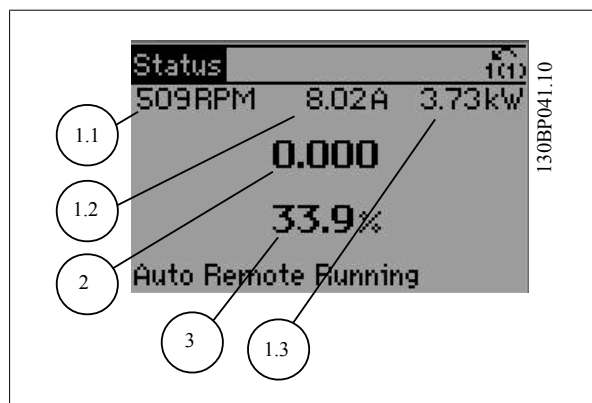 Status 1(1)
509RPM 8.02A 3.73kW
0.000
33.9%
Auto Remote Running
1.1
1.2
2
3
1.3
130BP041.10